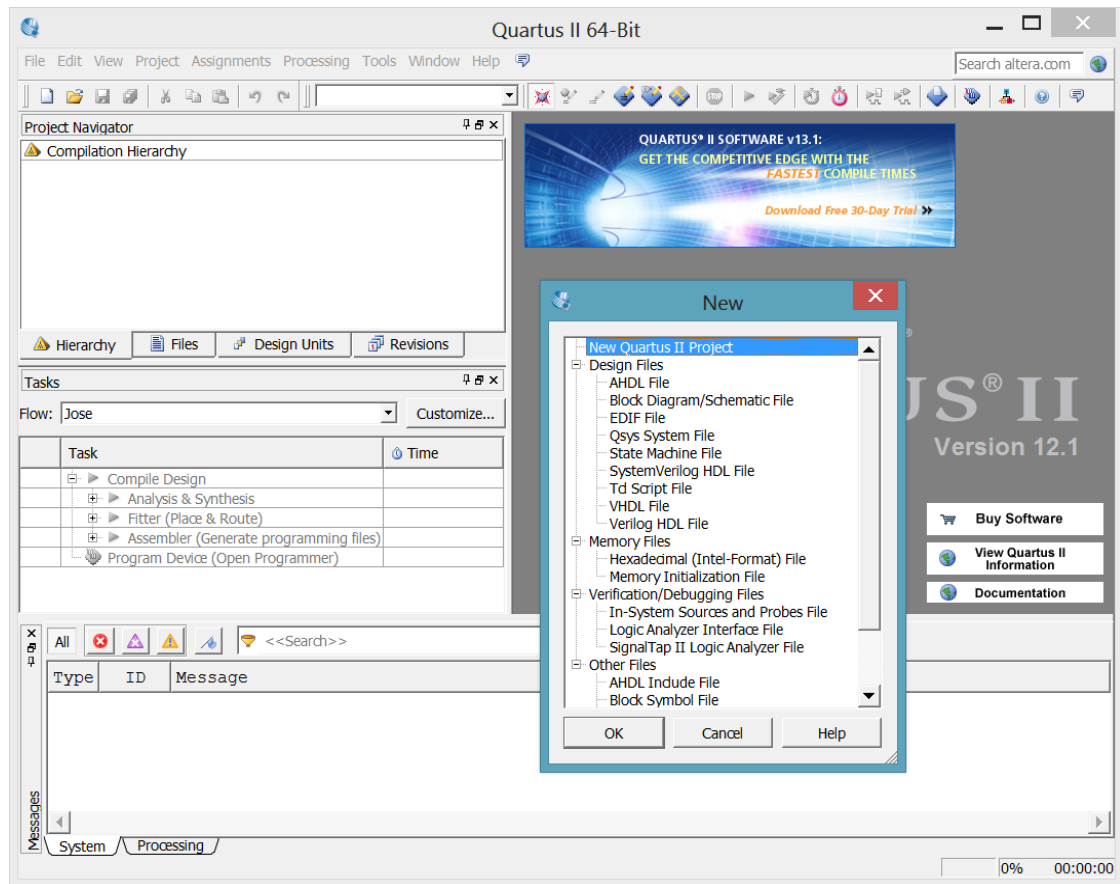 Quartus II 64-Bit
File Edit View Project Assignments Processing Tools Window Help
Search altera.com
Project Navigator
Compilation Hierarchy
Hierarchy Files Design Units Revisions
Tasks
Flow: Jose Customize...
Task Time
Compile Design
Analysis & Synthesis
Fitter (Place & Route)
Assembler (Generate programming files)
Program Device (Open Programmer)
QUARTUS® II SOFTWARE v13.1:
GET THE COMPETITIVE EDGE WITH THE
FASTEST COMPILE TIMES
Download Free 30-Day Trial
US® II
Version 12.1
Buy Software
View Quartus II
Information
Documentation
New
New Quartus II Project
Design Files
AHDL File
Block Diagram/Schematic File
EDIF File
Qsys System File
State Machine File
SystemVerilog HDL File
Tcl Script File
VHDL File
Verilog HDL File
Memory Files
Hexadecimal (Intel-Format) File
Memory Initialization File
Verification/Debugging Files
In-System Sources and Probes File
Logic Analyzer Interface File
SignalTap II Logic Analyzer File
Other Files
AHDL Include File
Block Symbol File
OK Cancel Help
All <<Search>>
Type ID Message
Messages
System Processing
0% 00:00:00